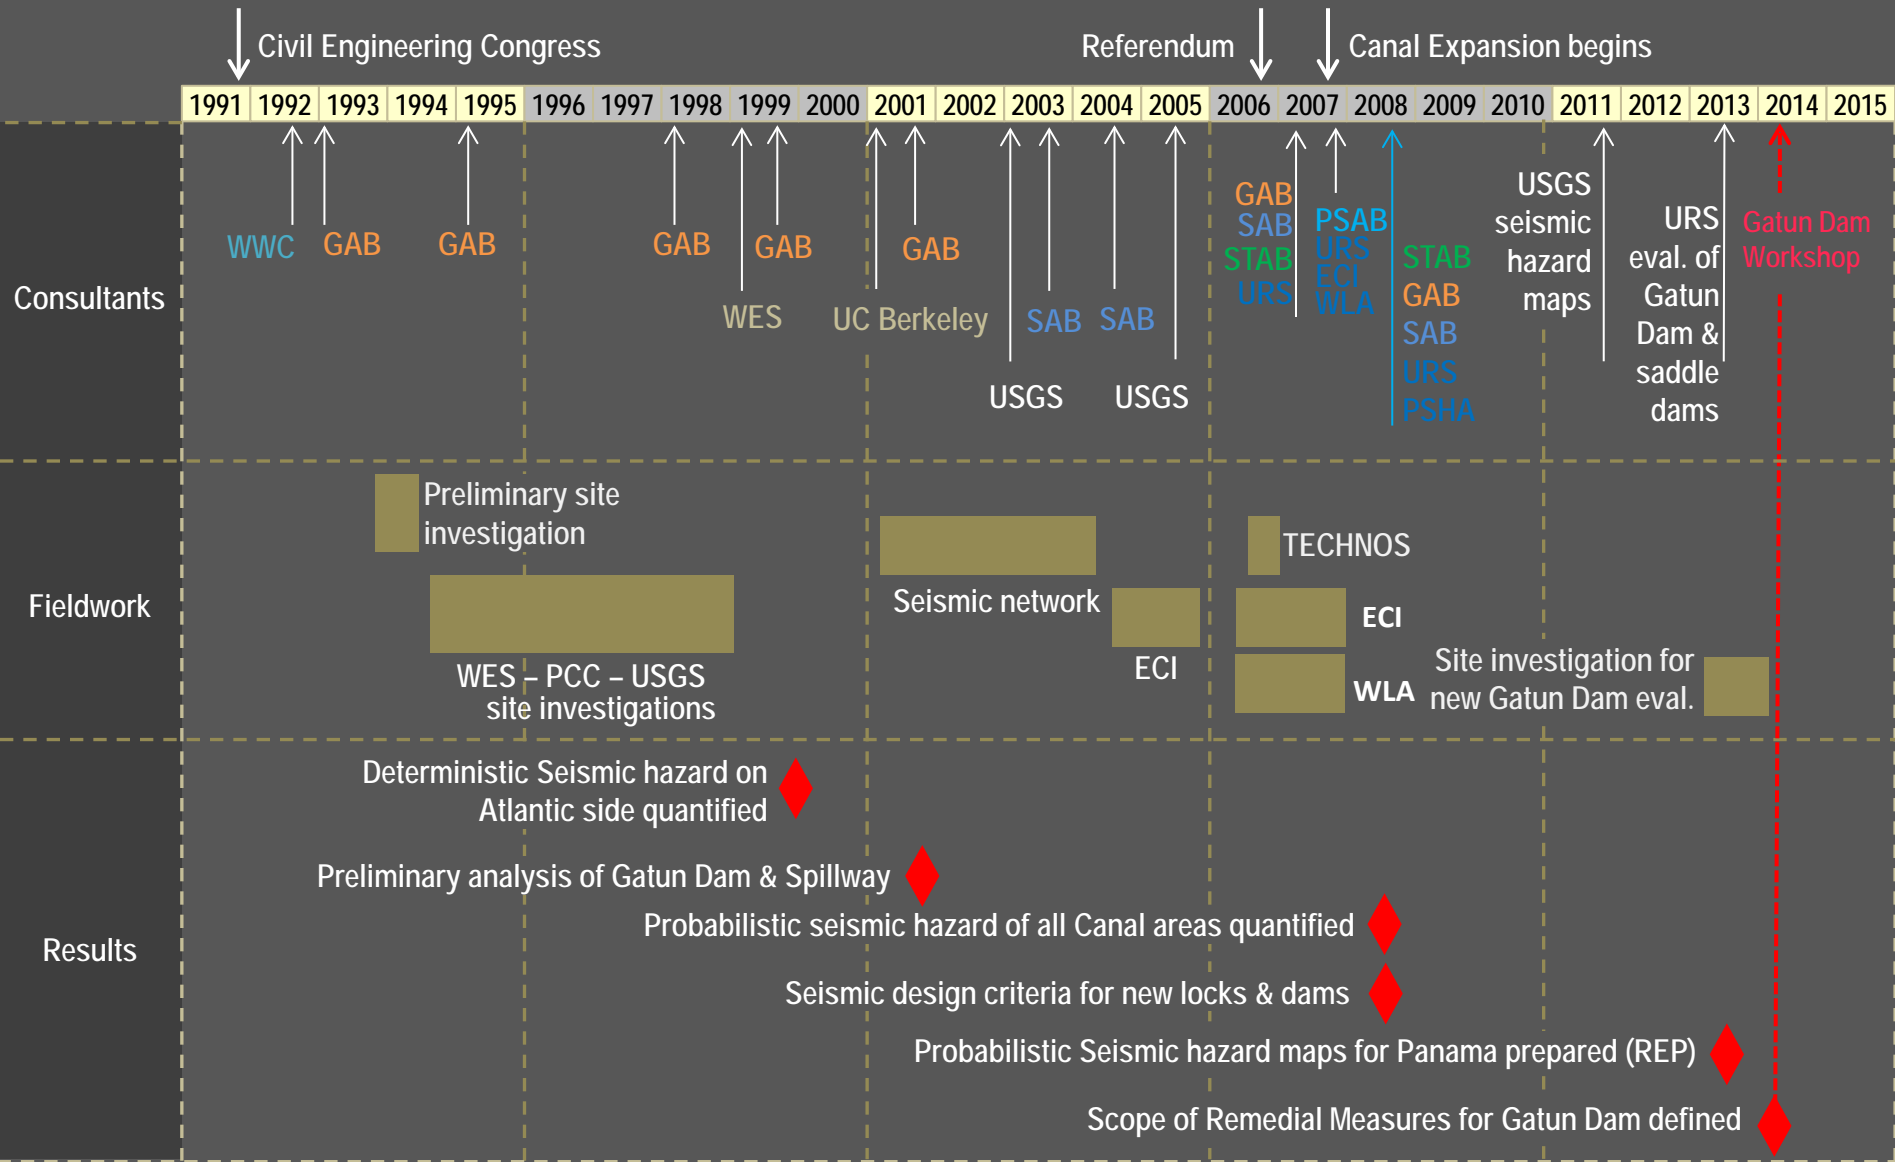 Civil Engineering Congress
Referendum
Canal Expansion begins
1991 1992 1993 1994 1995 1996 1997 1998 1999 2000 2001 2002 2003 2004 2005 2006 2007 2008 2009 2010 2011 2012 2013 2014 2015
Consultants
WWC
GAB
GAB
GAB
WES
GAB
UC Berkeley
GAB
USGS
SAB
SAB
USGS
GAB
SAB
STAB
URS
PSAB
URS
ECI
WLA
STAB
GAB
SAB
URS
PSHA
USGS
seismic
hazard
maps
URS
eval. of
Gatun
Dam &
saddle
dams
Gatun Dam
Workshop
Fieldwork
Preliminary site
investigation
WES – PCC – USGS
site investigations
Seismic network
ECI
TECHNOS
ECI
WLA
Site investigation for
new Gatun Dam eval.
Results
Deterministic Seismic hazard on
Atlantic side quantified
Preliminary analysis of Gatun Dam & Spillway
Probabilistic seismic hazard of all Canal areas quantified
Seismic design criteria for new locks & dams
Probabilistic Seismic hazard maps for Panama prepared (REP)
Scope of Remedial Measures for Gatun Dam defined